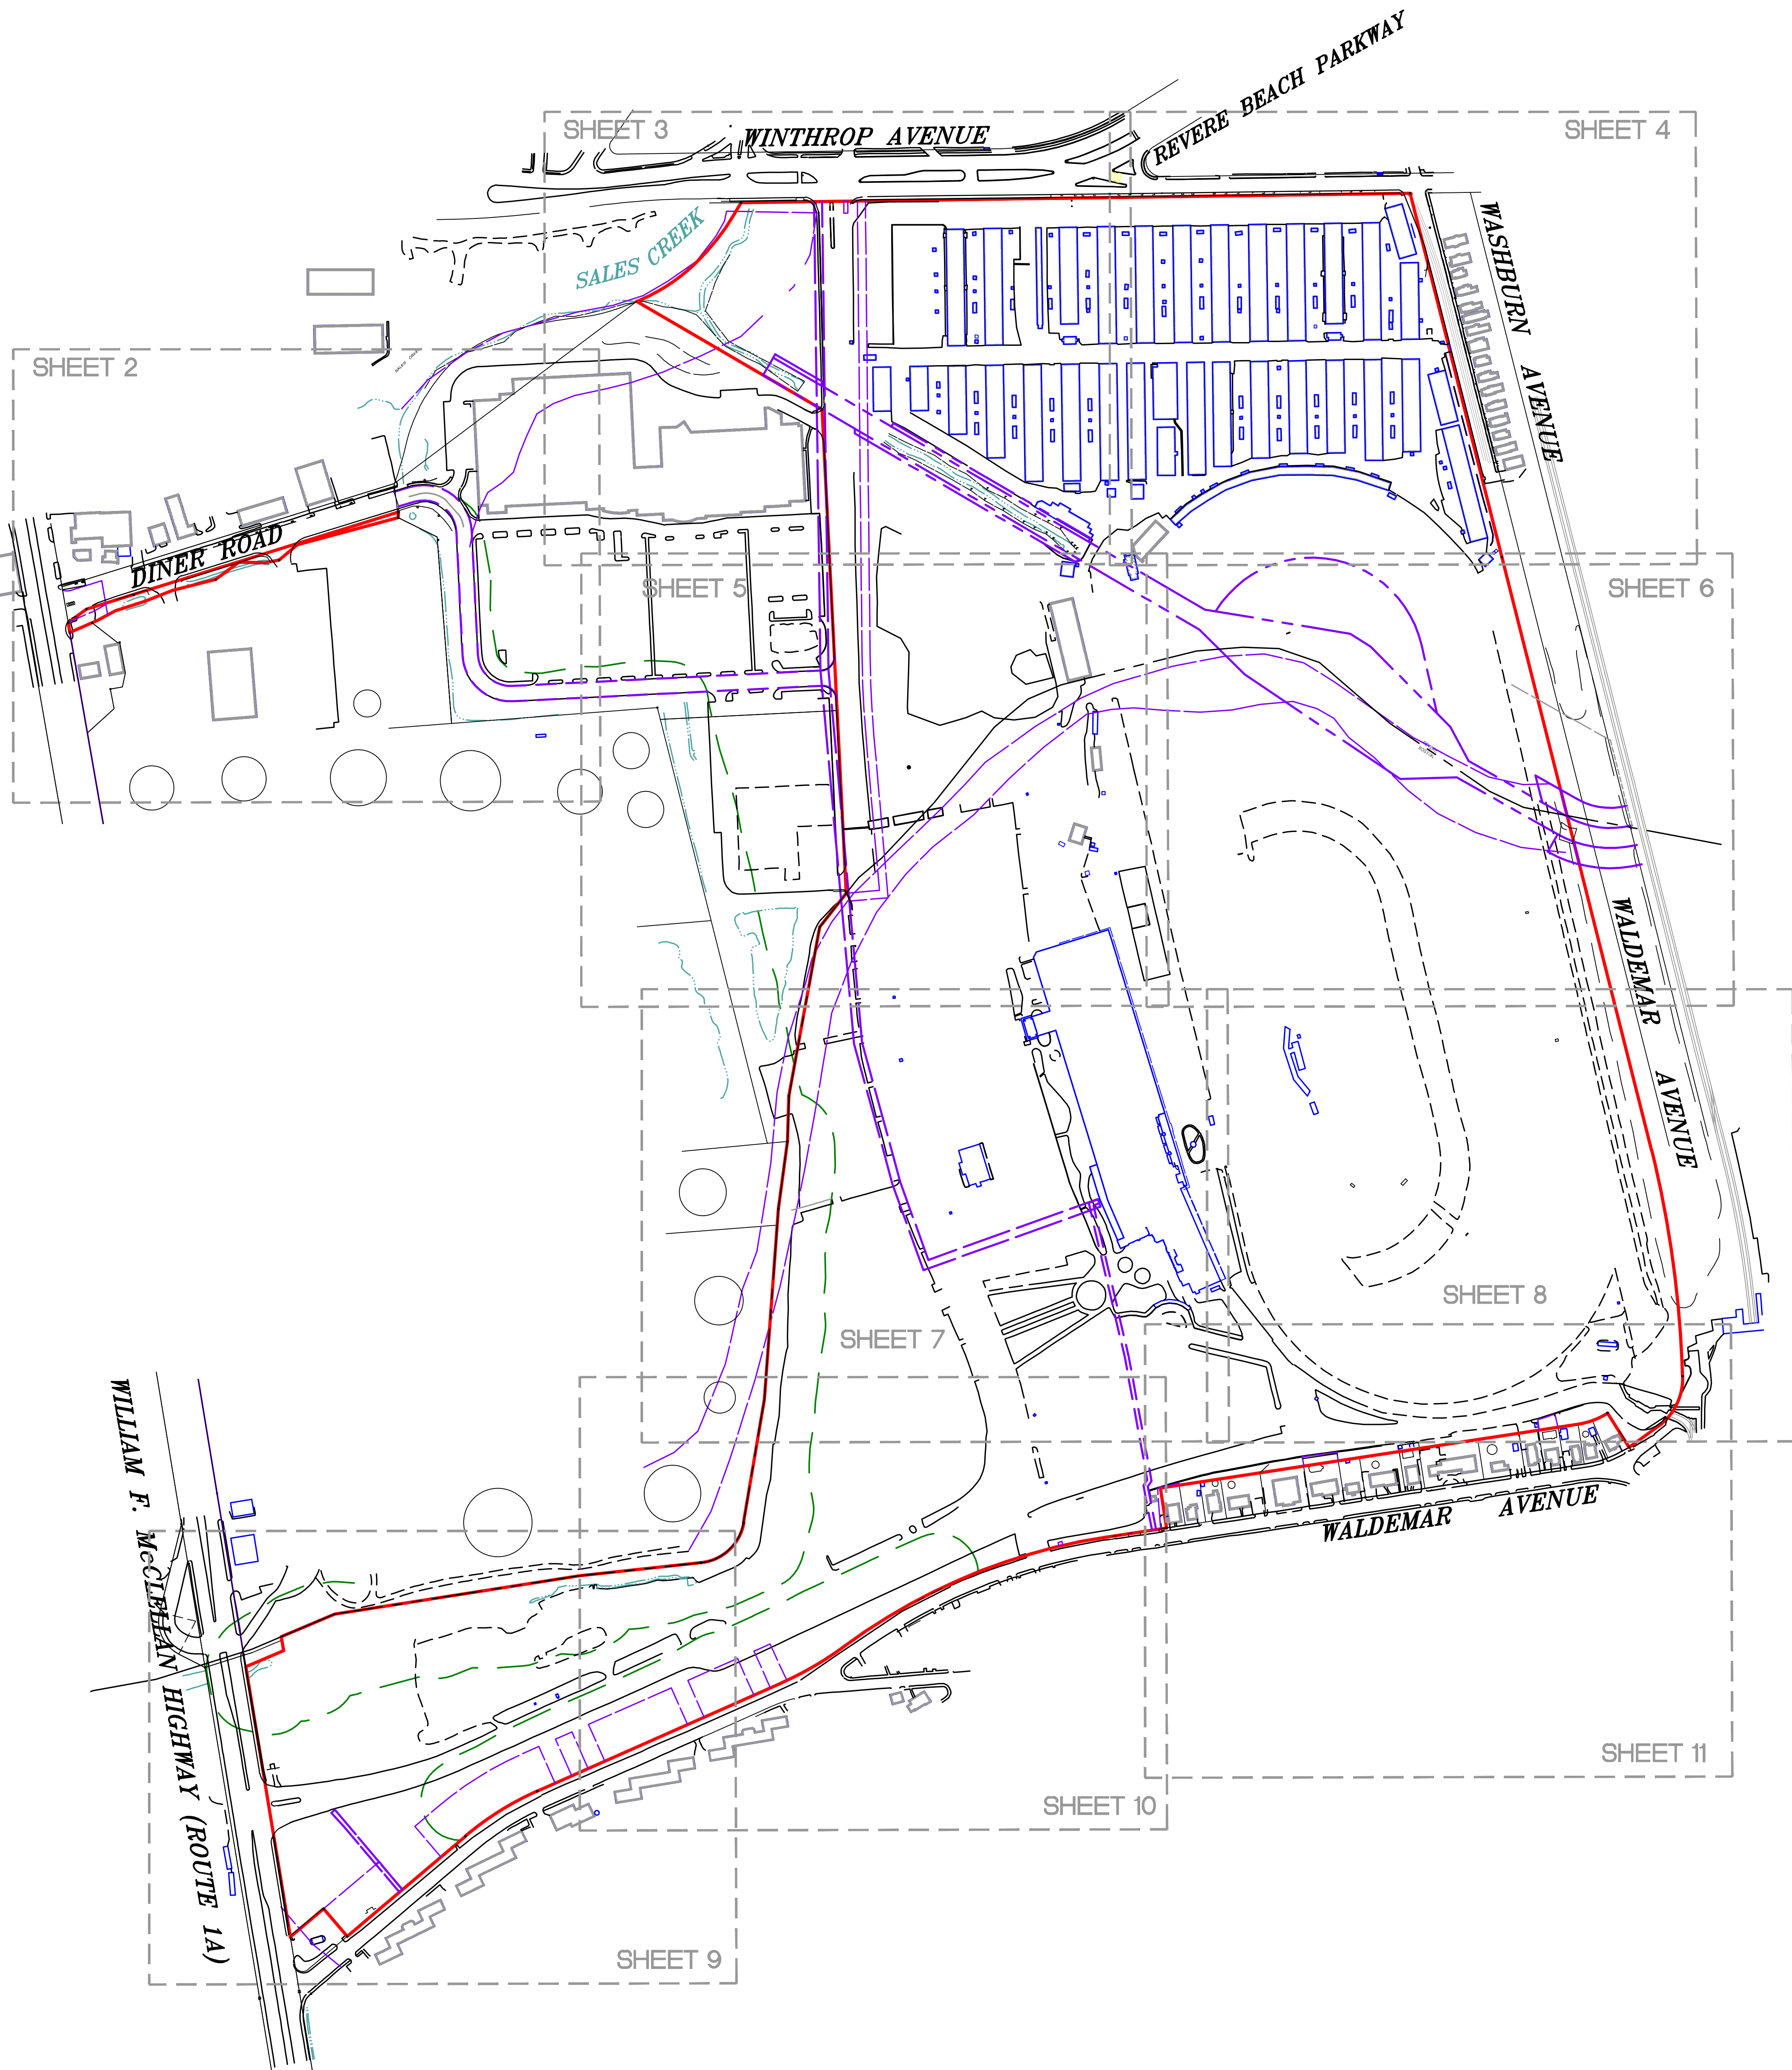 REVERE BEACH PARKWAY
SHEET 3
WINTHROP AVENUE
SHEET 4
SALES CREEK
WASHBURN AVENUE
SHEET 2
DINER ROAD
SHEET 5
SHEET 6
WALDEMAR AVENUE
SHEET 8
SHEET 7
WALDEMAR AVENUE
WILLIAM F. McCLELLAN HIGHWAY (ROUTE 1A)
SHEET 11
SHEET 10
SHEET 9